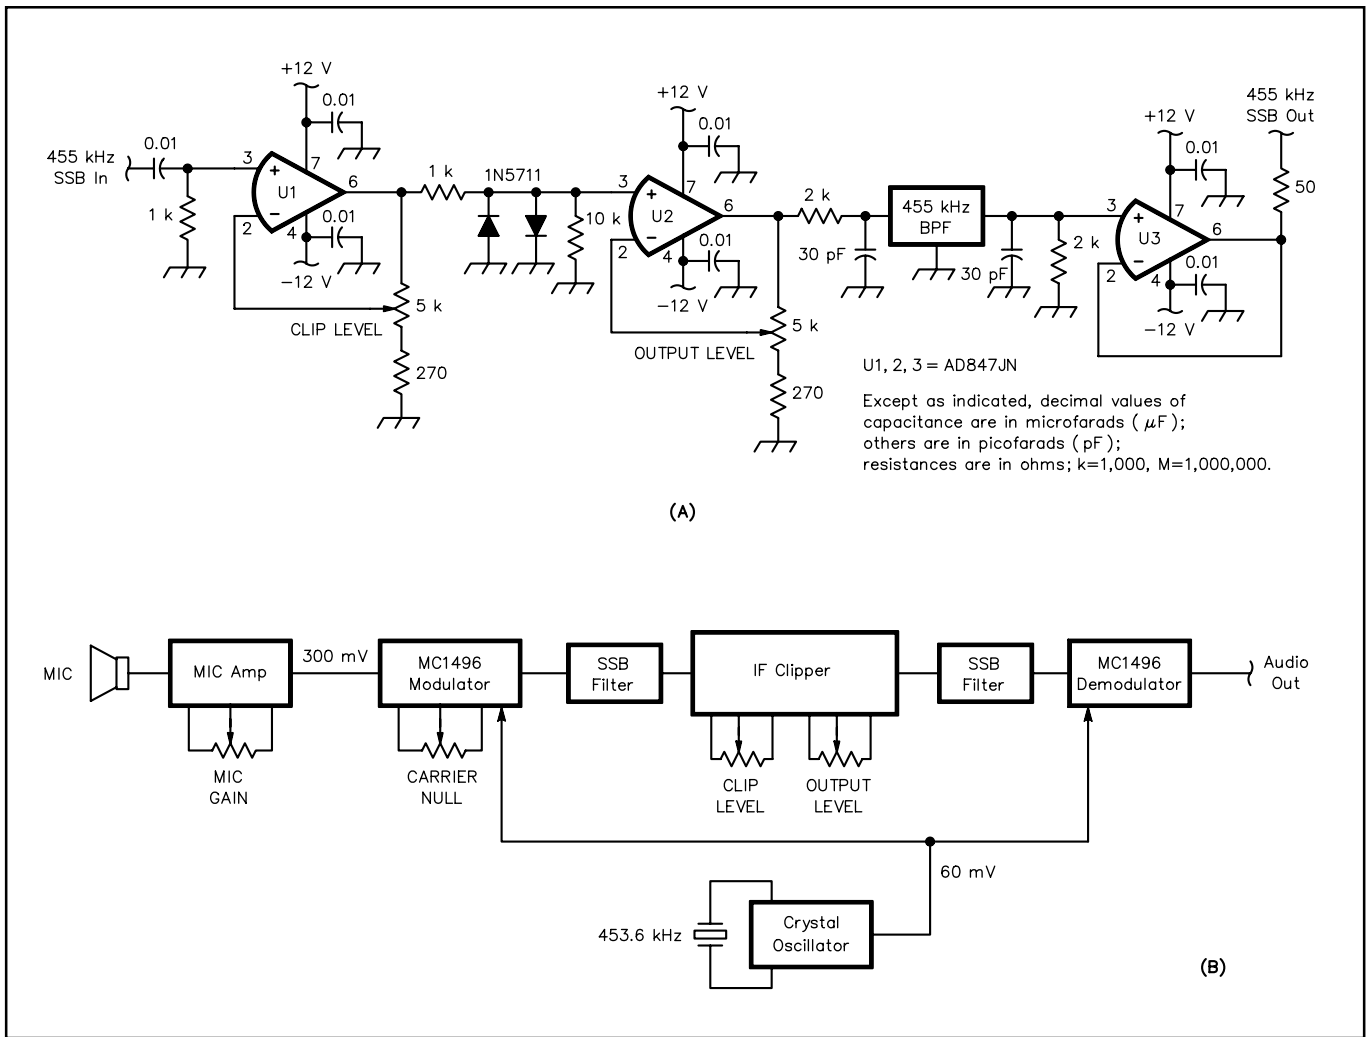 +12 V
0.01
0.01
455 kHz
SSB In
1 k
3
+
7
U1
6
−
2
4
0.01
−12 V
5 k
CLIP LEVEL
270
1 k
1N5711
10 k
+12 V
0.01
3
+
7
U2
6
−
2
4
0.01
−12 V
5 k
OUTPUT LEVEL
270
2 k
30 pF
455 kHz
BPF
30 pF
2 k
+12 V
0.01
3
+
7
U3
6
−
2
4
0.01
−12 V
455 kHz
SSB Out
50
U1, 2, 3 = AD847JN
Except as indicated, decimal values of
capacitance are in microfarads ( µF);
others are in picofarads ( pF);
resistances are in ohms; k=1,000, M=1,000,000.
(A)
MIC
MIC Amp
MIC
GAIN
300 mV
MC1496
Modulator
CARRIER
NULL
SSB
Filter
IF Clipper
CLIP
LEVEL
OUTPUT
LEVEL
SSB
Filter
MC1496
Demodulator
Audio
Out
60 mV
453.6 kHz
Crystal
Oscillator
(B)